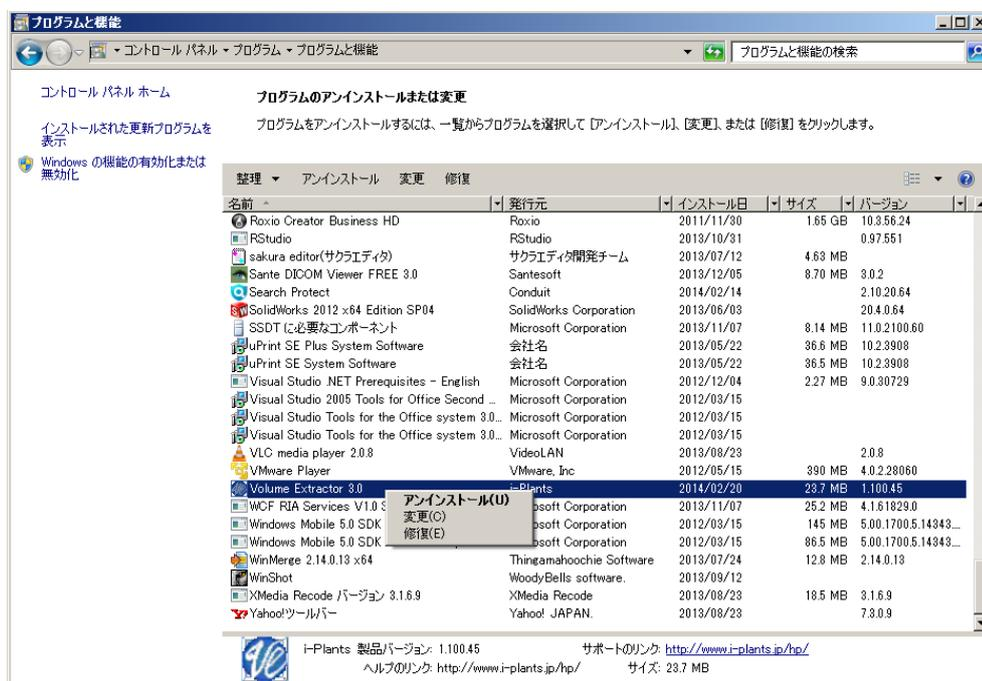 プログラムと機能
コントロール パネル プログラム プログラムと機能
プログラムと機能の検索
コントロール パネル ホーム
インストールされた更新プログラムを
表示
Windows の機能の有効化または
無効化
プログラムのアンインストールまたは変更
プログラムをアンインストールするには、一覧からプログラムを選択して [アンインストール]、[変更]、または [修復] をクリックします。
整理 アンインストール 変更 修復
名前 発行元 インストール日 サイズ バージョン
Roxio Creator Business HD Roxio 2011/11/30 1.65 GB 10.3.56.24
RStudio RStudio 2013/10/31 0.97.551
sakura editor(サクラエディタ) サクラエディタ開発チーム 2013/07/12 4.63 MB
Sante DICOM Viewer FREE 3.0 Santesoft 2013/12/05 8.70 MB 3.0.2
Search Protect Conduit 2014/02/14 2.10.20.64
SolidWorks 2012 x64 Edition SP04 SolidWorks Corporation 2013/06/03 20.4.0.64
SSDT に必要なコンポーネント Microsoft Corporation 2013/11/07 8.14 MB 11.0.2100.60
uPrint SE Plus System Software 会社名 2013/05/22 36.6 MB 10.2.3908
uPrint SE System Software 会社名 2013/05/22 36.5 MB 10.2.3908
Visual Studio .NET Prerequisites - English Microsoft Corporation 2012/12/04 2.27 MB 9.0.30729
Visual Studio 2005 Tools for Office Second ... Microsoft Corporation 2012/03/15
Visual Studio Tools for the Office system 3.0... Microsoft Corporation 2012/03/15
Visual Studio Tools for the Office system 3.0... Microsoft Corporation 2012/03/15
VLC media player 2.0.8 VideoLAN 2013/08/23 2.0.8
VMware Player VMware, Inc 2012/05/15 390 MB 4.0.2.28060
Volume Extractor 3.0 i-Plants 2014/02/20 23.7 MB 1.100.45
WCF RIA Services V1.0 S soft Corporation 2013/11/07 25.2 MB 4.1.61829.0
Windows Mobile 5.0 SDK soft Corporation 2012/03/15 145 MB 5.00.1700.5.14343...
Windows Mobile 5.0 SDK soft Corporation 2012/03/15 86.5 MB 5.00.1700.5.14343...
アンインストール(U)
変更(C)
修復(E)
WinMerge 2.14.0.13 x64 Thingamahoochie Software 2013/07/24 12.8 MB 2.14.0.13
WinShot WoodyBells software. 2013/09/12
XMedia Recode バージョン 3.1.6.9 XMedia Recode 2013/08/23 18.5 MB 3.1.6.9
Yahoo!ツールバー Yahoo! JAPAN. 2013/08/23 7.3.0.9
i-Plants 製品バージョン: 1.100.45 サポートのリンク: http://www.i-plants.jp/hp/
ヘルプのリンク: http://www.i-plants.jp/hp/ サイズ: 23.7 MB